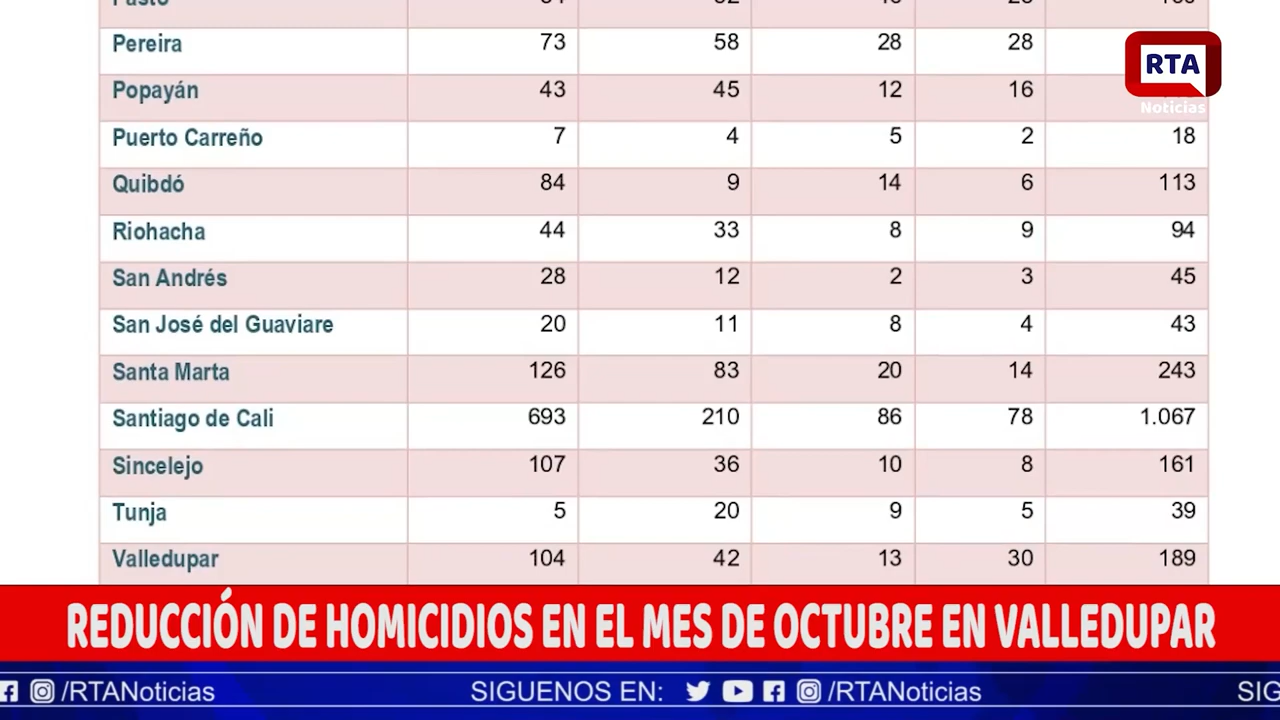 Pereira 73 58 28 28
Popayán 43 45 12 16
Puerto Carreño 7 4 5 2 18
Quibdó 84 9 14 6 113
Riohacha 44 33 8 9 94
San Andrés 28 12 2 3 45
San José del Guaviare 20 11 8 4 43
Santa Marta 126 83 20 14 243
Santiago de Cali 693 210 86 78 1.067
Sincelejo 107 36 10 8 161
Tunja 5 20 9 5 39
Valledupar 104 42 13 30 189
RTA
Noticias
REDUCCIÓN DE HOMICIDIOS EN EL MES DE OCTUBRE EN VALLEDUPAR
/RTANoticias SIGUENOS EN: /RTANoticias SIG